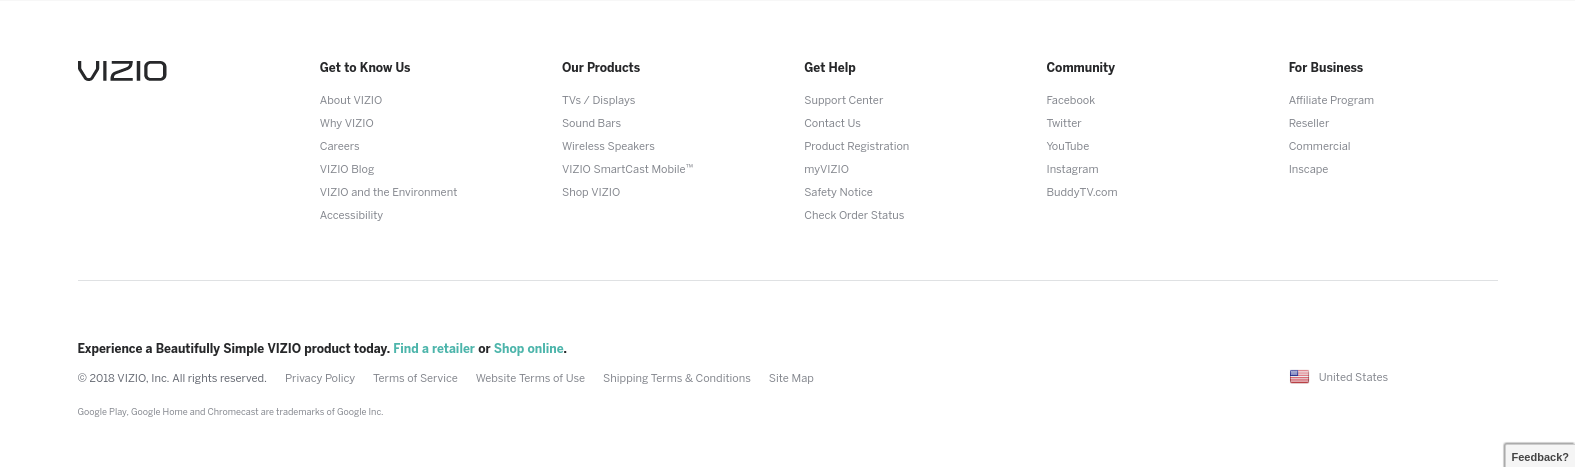 VIZIO
Get to Know Us
About VIZIO
Why VIZIO
Careers
VIZIO Blog
VIZIO and the Environment
Accessibility
Our Products
TVs / Displays
Sound Bars
Wireless Speakers
VIZIO SmartCast Mobile™
Shop VIZIO
Get Help
Support Center
Contact Us
Product Registration
myVIZIO
Safety Notice
Check Order Status
Community
Facebook
Twitter
YouTube
Instagram
BuddyTV.com
For Business
Affiliate Program
Reseller
Commercial
Inscape
Experience a Beautifully Simple VIZIO product today. Find a retailer or Shop online.
© 2018 VIZIO, Inc. All rights reserved. Privacy Policy Terms of Service Website Terms of Use Shipping Terms & Conditions Site Map
United States
Google Play, Google Home and Chromecast are trademarks of Google Inc.
Feedback?